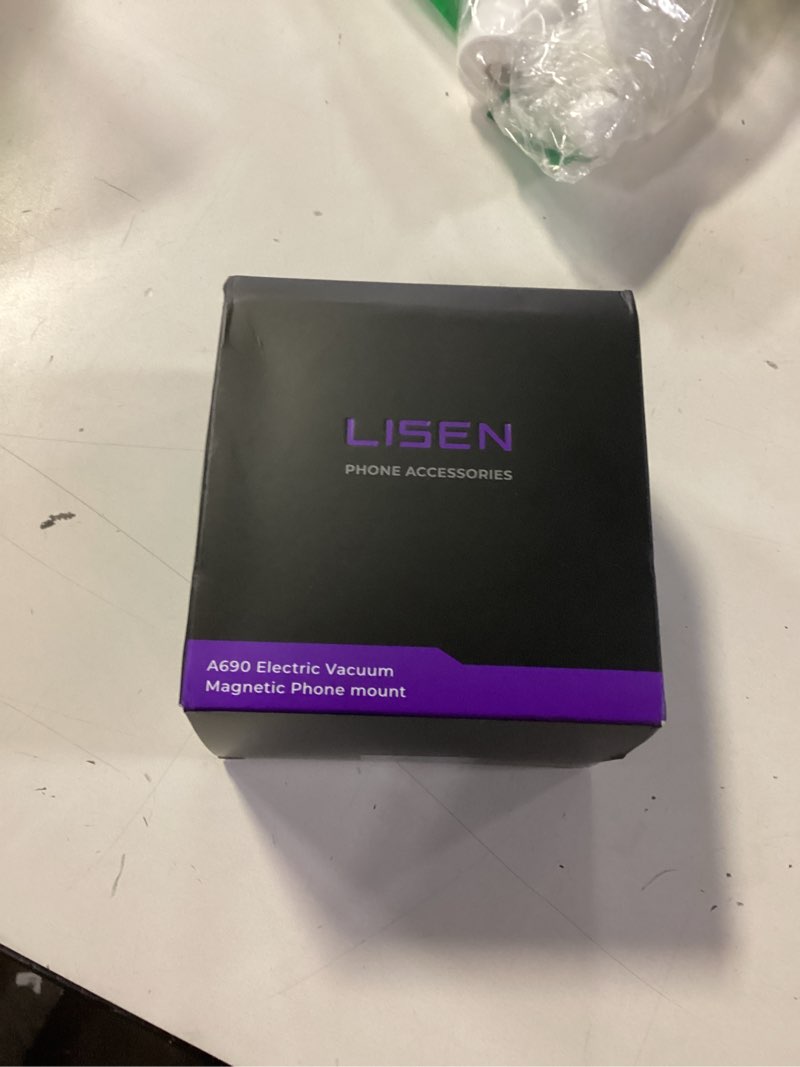 LISEN
PHONE ACCESSORIES
A690 Electric Vacuum
Magnetic Phone mount